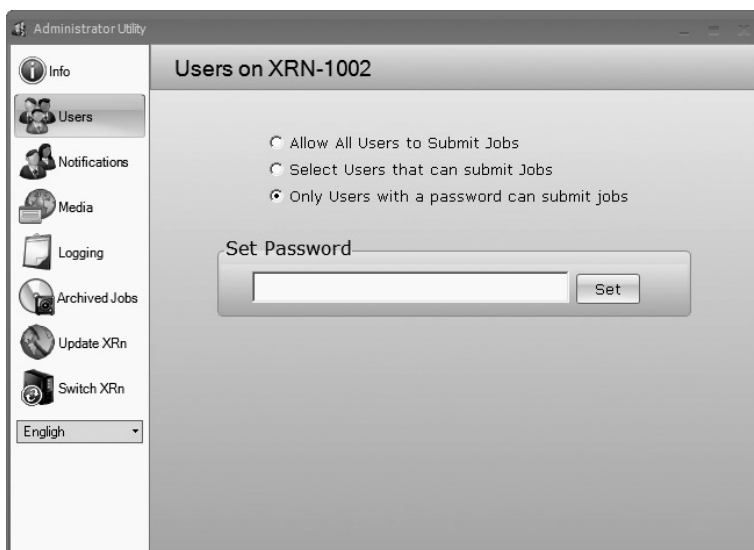 Administrator Utility
Info
Users
Notifications
Media
Logging
Archived Jobs
Update XRn
Switch XRn
Engligh
Users on XRN-1002
Allow All Users to Submit Jobs
Select Users that can submit Jobs
Only Users with a password can submit jobs
Set Password
Set